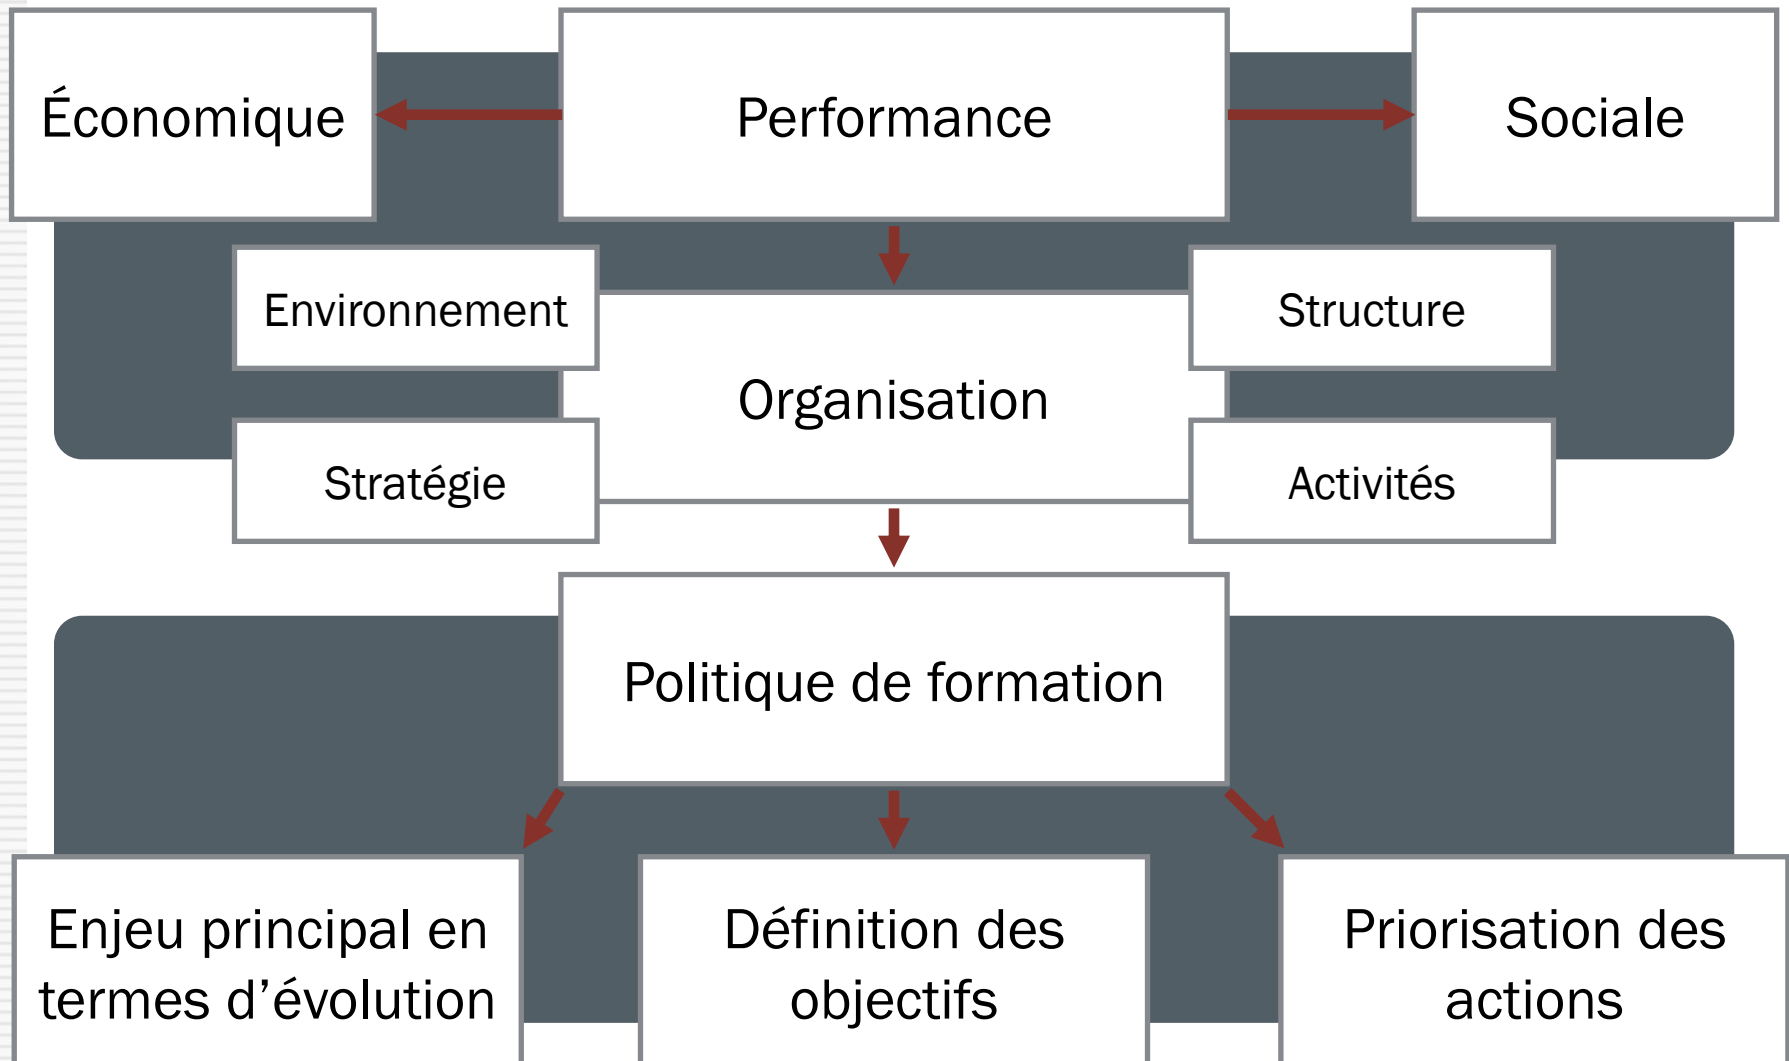 Économique
Performance
Sociale
Environnement
Structure
Organisation
Stratégie
Activités
Politique de formation
Enjeu principal en
termes d’évolution
Définition des
objectifs
Priorisation des
actions